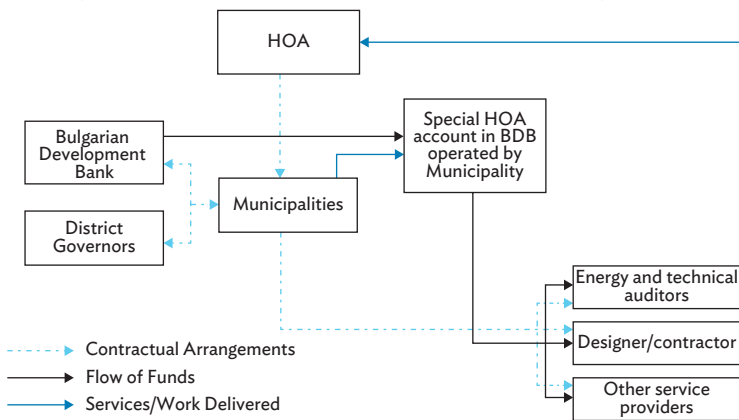 HOA
Bulgarian
Development
Bank
Special HOA
account in BDB
operated by
Municipality
Municipalities
District
Governors
Energy and technical
auditors
Designer/contractor
Other service
providers
Contractual Arrangements
Flow of Funds
Services/Work Delivered